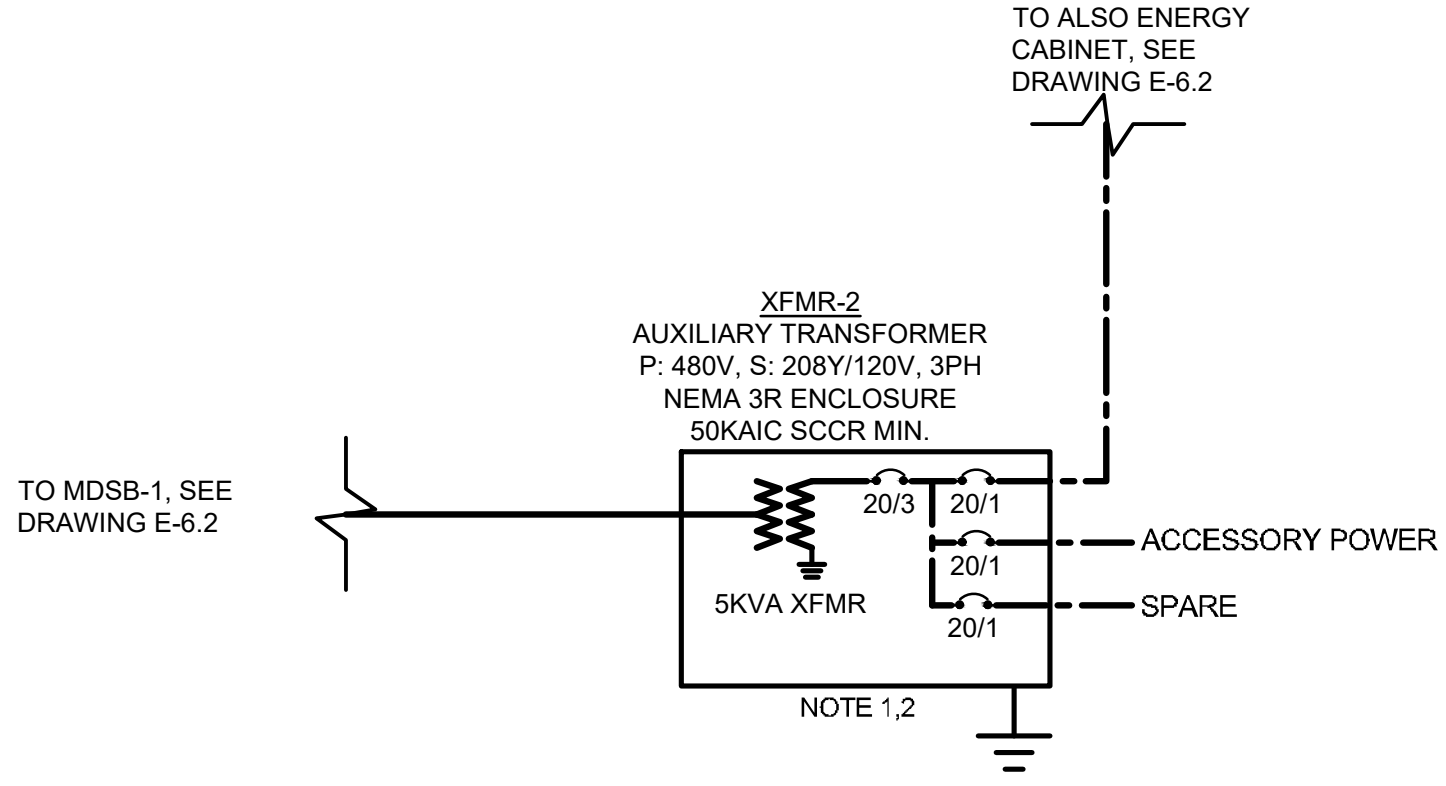 TO ALSO ENERGY
CABINET, SEE
DRAWING E-6.2
XFMR-2
AUXILIARY TRANSFORMER
P: 480V, S: 208Y/120V, 3PH
NEMA 3R ENCLOSURE
50KAIC SCCR MIN.
TO MDSB-1, SEE
DRAWING E-6.2
20/3
20/1
20/1
ACCESSORY POWER
5KVA XFMR
20/1
SPARE
NOTE 1,2